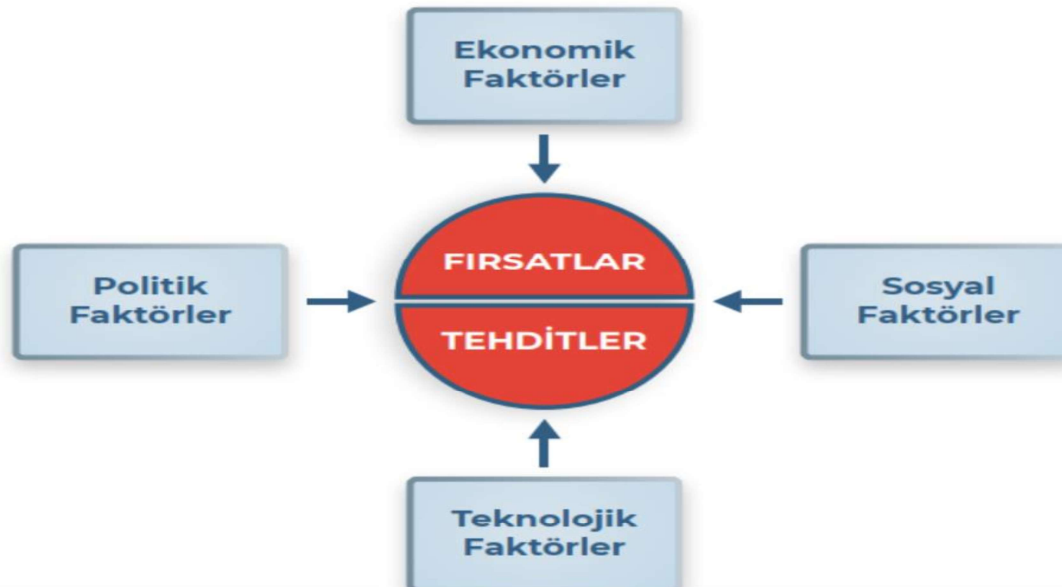 Ekonomik
Faktörler
Politik
Faktörler
FIRSATLAR
TEHDİTLER
Sosyal
Faktörler
Teknolojik
Faktörler